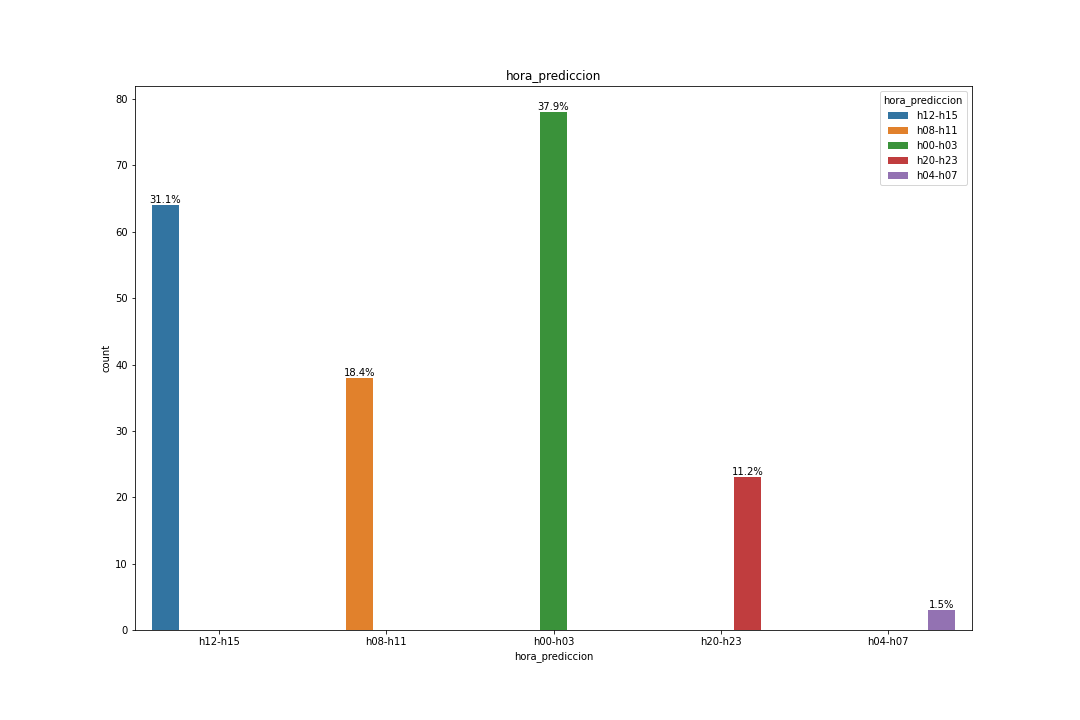 hora_prediccion
80
70
60
50
40
30
20
10
0
count
31.1%
18.4%
37.9%
11.2%
1.5%
hora_prediccion
h12-h15
h08-h11
h00-h03
h20-h23
h04-h07
h12-h15 h08-h11 h00-h03 h20-h23 h04-h07
hora_prediccion